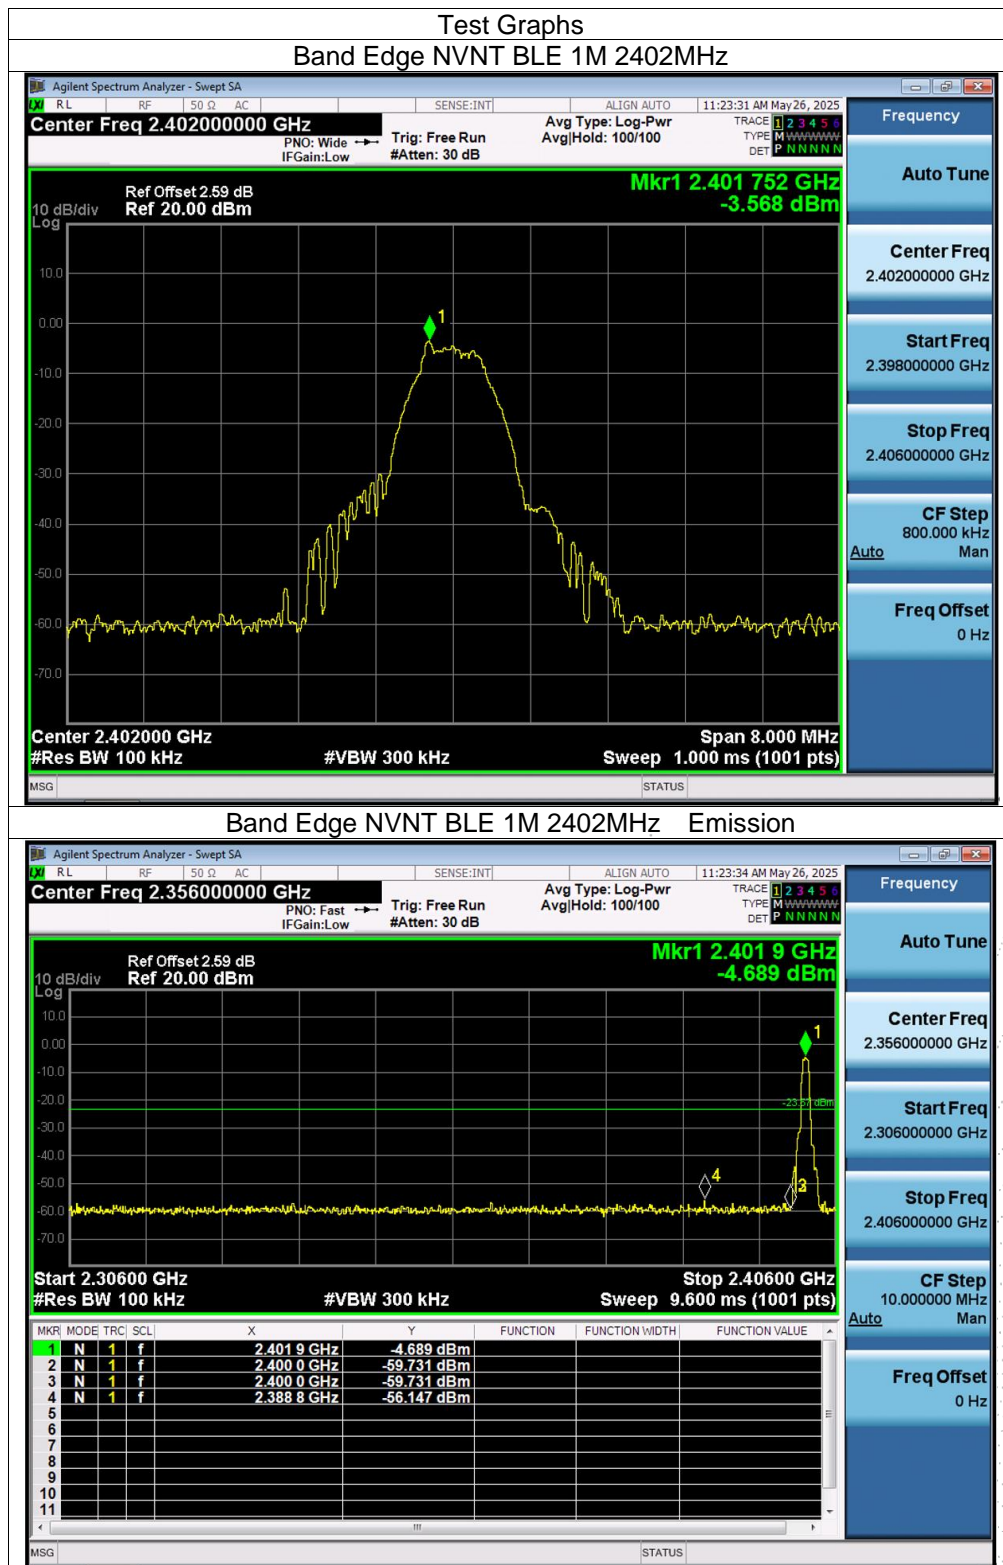 Test Graphs
Band Edge NVNT BLE 1M 2402MHz
Agilent Spectrum Analyzer - Swept SA
LXI RL RF 50 Ω AC SENSE:INT ALIGN AUTO 11:23:31 AM May 26, 2025
Center Freq 2.402000000 GHz
PNO: Wide
IFGain:Low
Trig: Free Run
#Atten: 30 dB
Avg Type: Log-Pwr
Avg|Hold: 100/100
TRACE 1 2 3 4 5 6
TYPE M WWWWW
DET P N N N N N
Frequency
Mkr1 2.401 752 GHz
-3.568 dBm
Ref Offset 2.59 dB
10 dB/div Ref 20.00 dBm
Log
1
10.0
0.00
-10.0
-20.0
-30.0
-40.0
-50.0
-60.0
-70.0
Center 2.402000 GHz Span 8.000 MHz
#Res BW 100 kHz #VBW 300 kHz Sweep 1.000 ms (1001 pts)
Auto Tune
Center Freq
2.402000000 GHz
Start Freq
2.398000000 GHz
Stop Freq
2.406000000 GHz
CF Step
800.000 kHz
Auto Man
Freq Offset
0 Hz
MSG STATUS
Band Edge NVNT BLE 1M 2402MHz Emission
Agilent Spectrum Analyzer - Swept SA
LXI RL RF 50 Ω AC SENSE:INT ALIGN AUTO 11:23:34 AM May 26, 2025
Center Freq 2.356000000 GHz
PNO: Fast
IFGain:Low
Trig: Free Run
#Atten: 30 dB
Avg Type: Log-Pwr
Avg|Hold: 100/100
TRACE 1 2 3 4 5 6
TYPE M WWWWW
DET P N N N N N
Frequency
Mkr1 2.401 9 GHz
-4.689 dBm
Ref Offset 2.59 dB
10 dB/div Ref 20.00 dBm
Log
10.0
0.00
-10.0
-20.0
-30.0
-40.0
-50.0
-60.0
-70.0
1
-23.57 dBm
4
3
Start 2.30600 GHz Stop 2.40600 GHz
#Res BW 100 kHz #VBW 300 kHz Sweep 9.600 ms (1001 pts)
MKR MODE TRC SCL X Y FUNCTION FUNCTION WIDTH FUNCTION VALUE
1 N 1 f 2.401 9 GHz -4.689 dBm
2 N 1 f 2.400 0 GHz -59.731 dBm
3 N 1 f 2.400 0 GHz -59.731 dBm
4 N 1 f 2.388 8 GHz -56.147 dBm
5
6
7
8
9
10
11
Auto Tune
Center Freq
2.356000000 GHz
Start Freq
2.306000000 GHz
Stop Freq
2.406000000 GHz
CF Step
10.000000 MHz
Auto Man
Freq Offset
0 Hz
MSG STATUS